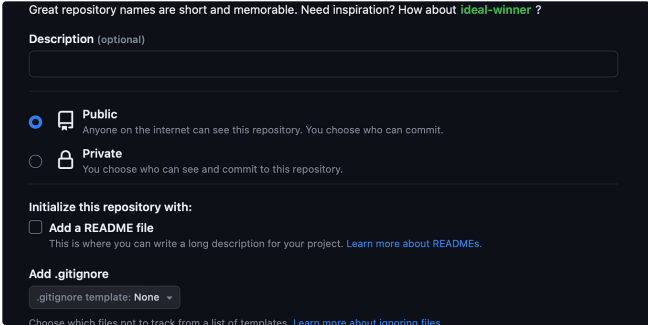 Great repository names are short and memorable. Need inspiration? How about ideal-winner ?
Description (optional)
Public
Anyone on the internet can see this repository. You choose who can commit.
Private
You choose who can see and commit to this repository.
Initialize this repository with:
Add a README file
This is where you can write a long description for your project. Learn more about READMEs.
Add .gitignore
.gitignore template: None
Choose which files not to track from a list of templates. Learn more about ignoring files.